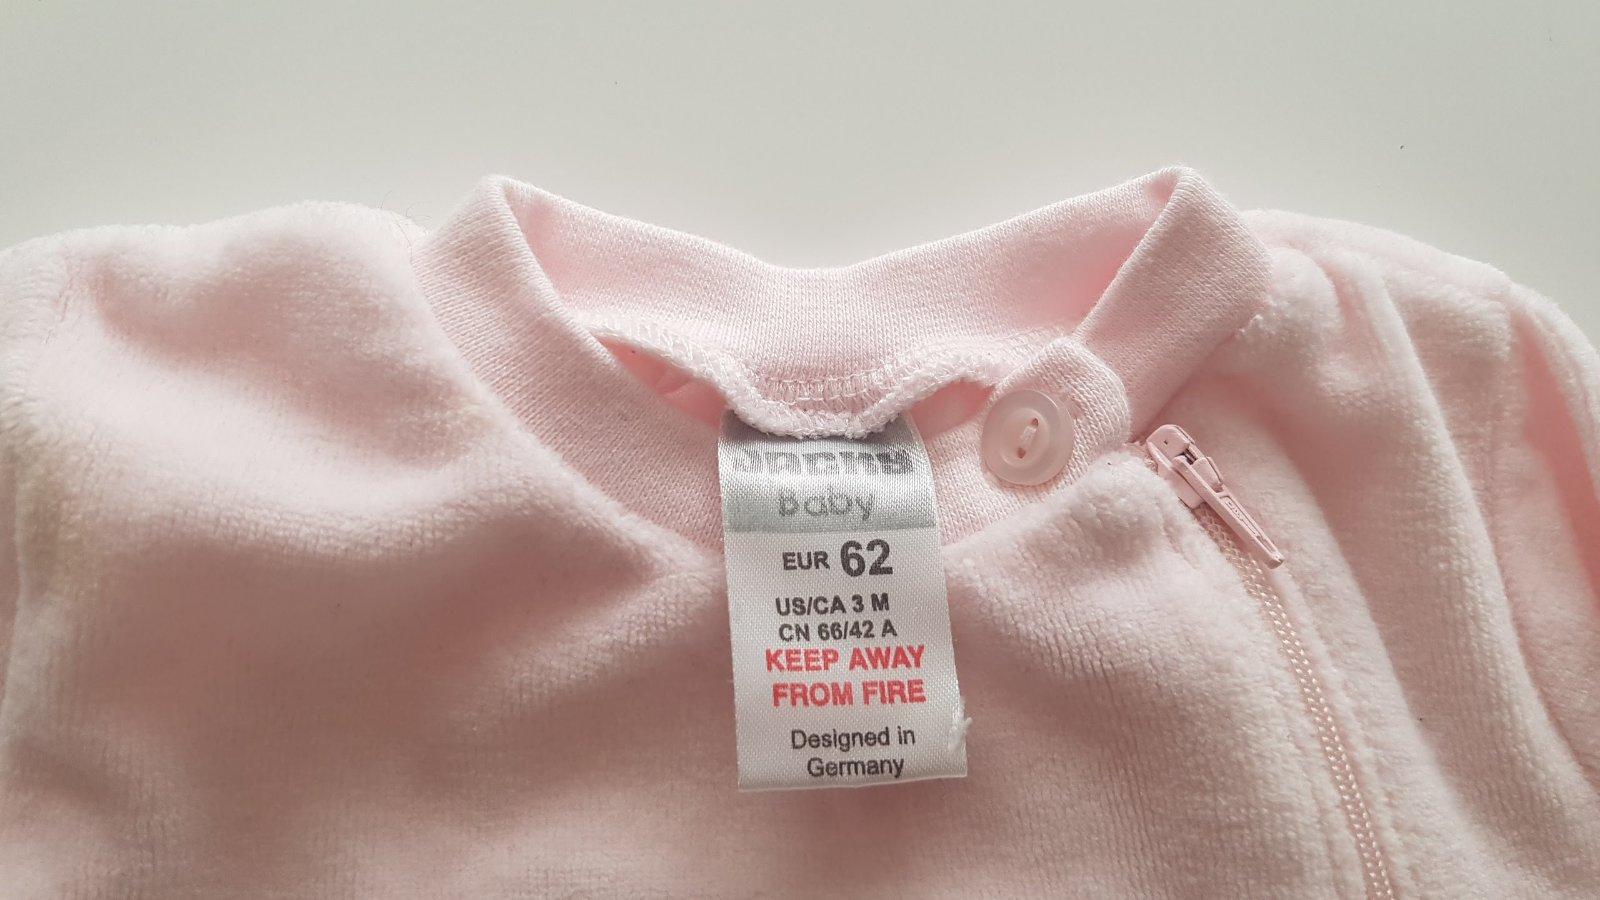 baby
EUR 62
US/CA 3 M
CN 66/42 A
KEEP AWAY
FROM FIRE
Designed in
Germany